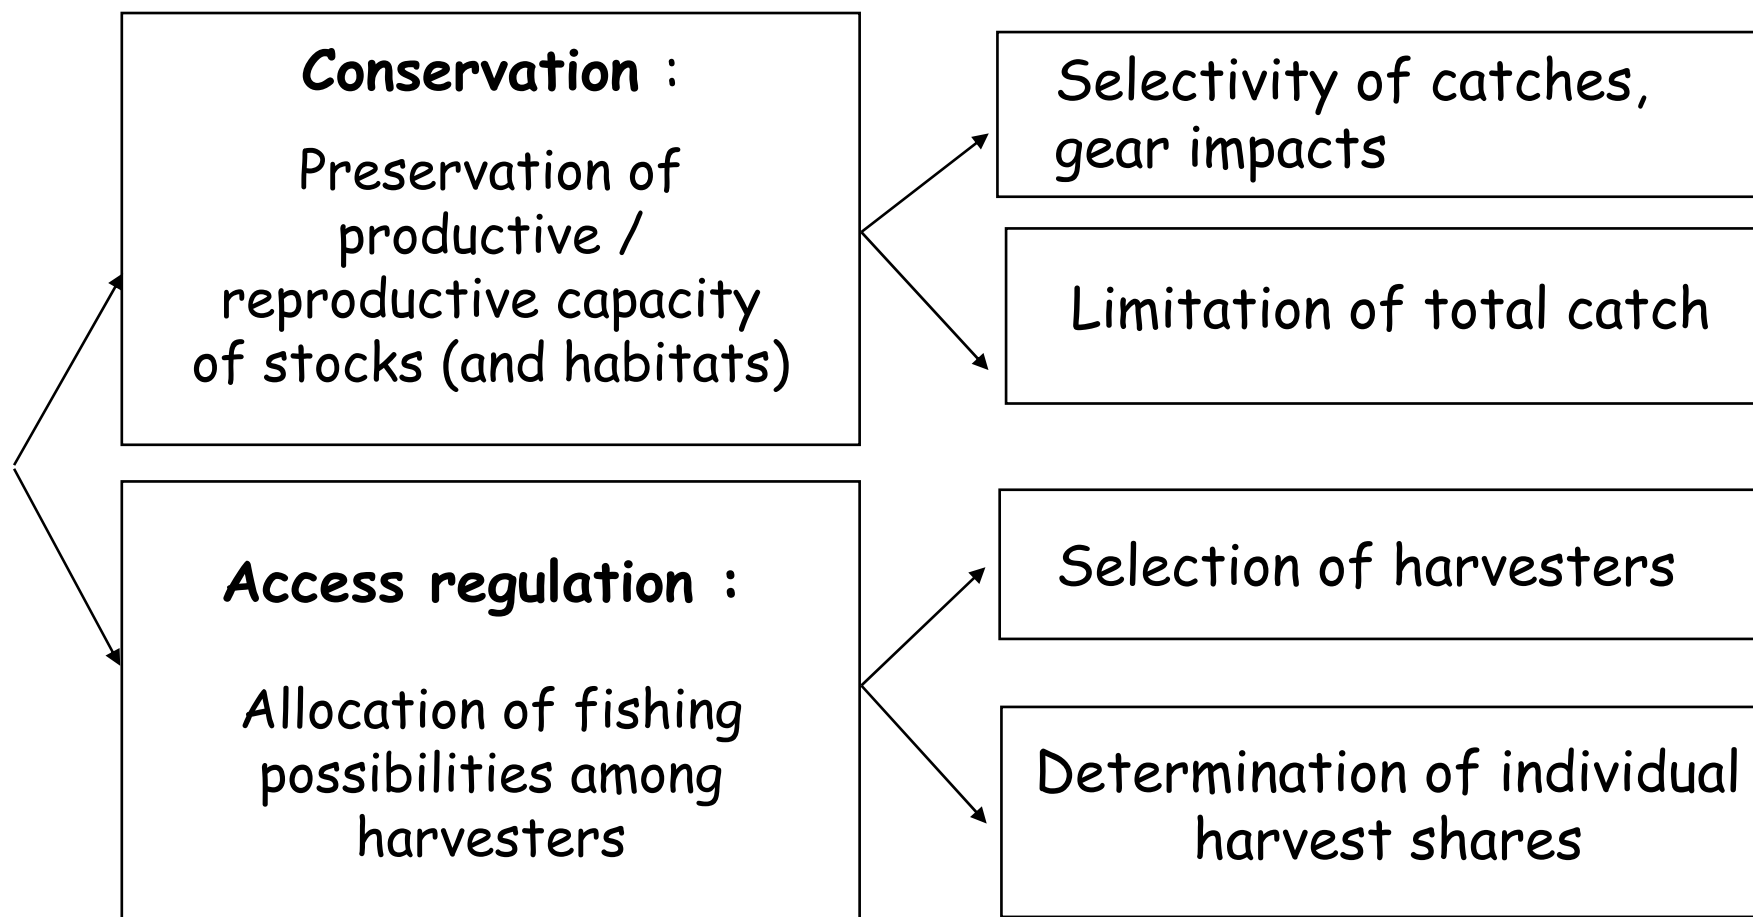 Conservation :
Preservation of
productive /
reproductive capacity
of stocks (and habitats)
Selectivity of catches,
gear impacts
Limitation of total catch
Access regulation :
Allocation of fishing
possibilities among
harvesters
Selection of harvesters
Determination of individual
harvest shares